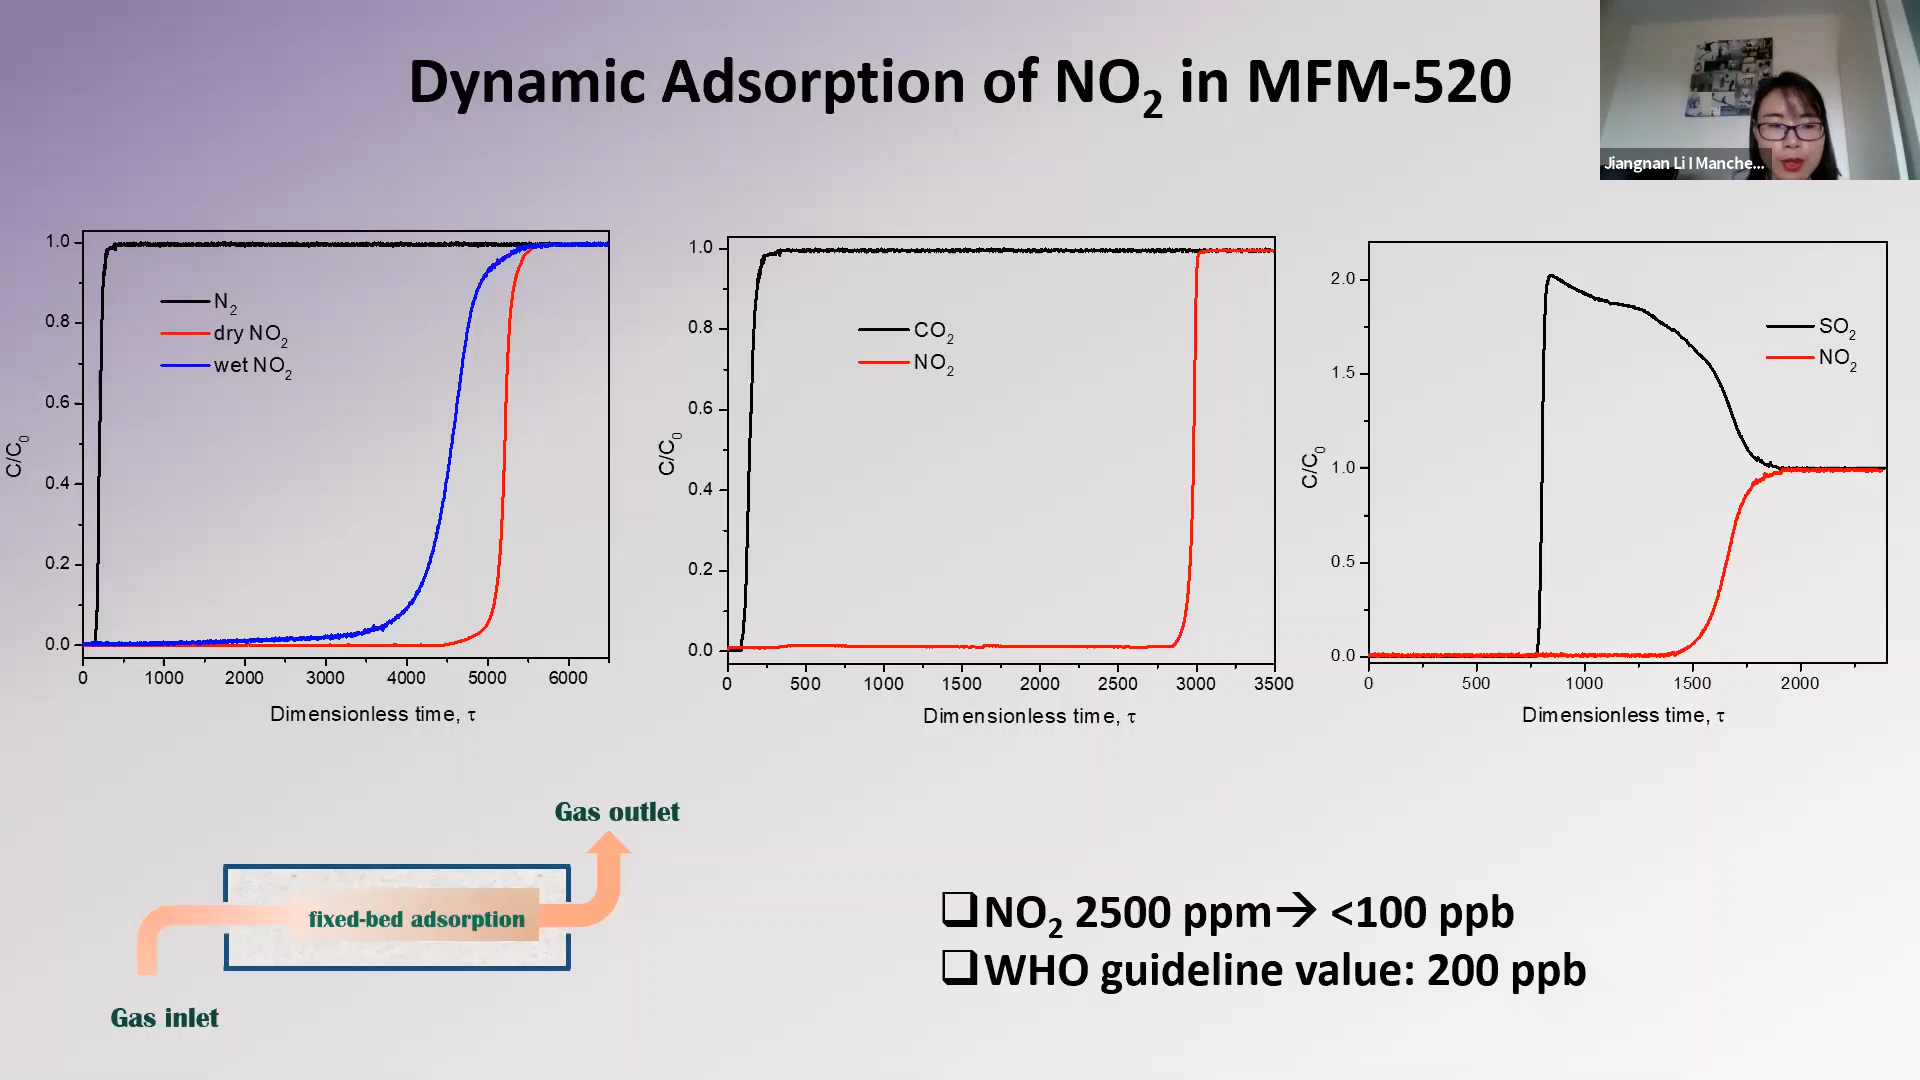 Dynamic Adsorption of NO₂ in MFM-520
Jiangnan Li I Manche...
1.0
0.8
0.6
0.4
0.2
0.0
C/C₀
N₂
dry NO₂
wet NO₂
0 1000 2000 3000 4000 5000 6000
Dimensionless time, τ
1.0
0.8
0.6
0.4
0.2
0.0
C/C₀
CO₂
NO₂
0 500 1000 1500 2000 2500 3000 3500
Dimensionless time, τ
2.0
1.5
1.0
0.5
0.0
C/C₀
SO₂
NO₂
0 500 1000 1500 2000
Dimensionless time, τ
Gas outlet
fixed-bed adsorption
Gas inlet
❑NO₂ 2500 ppm→ <100 ppb
❑WHO guideline value: 200 ppb